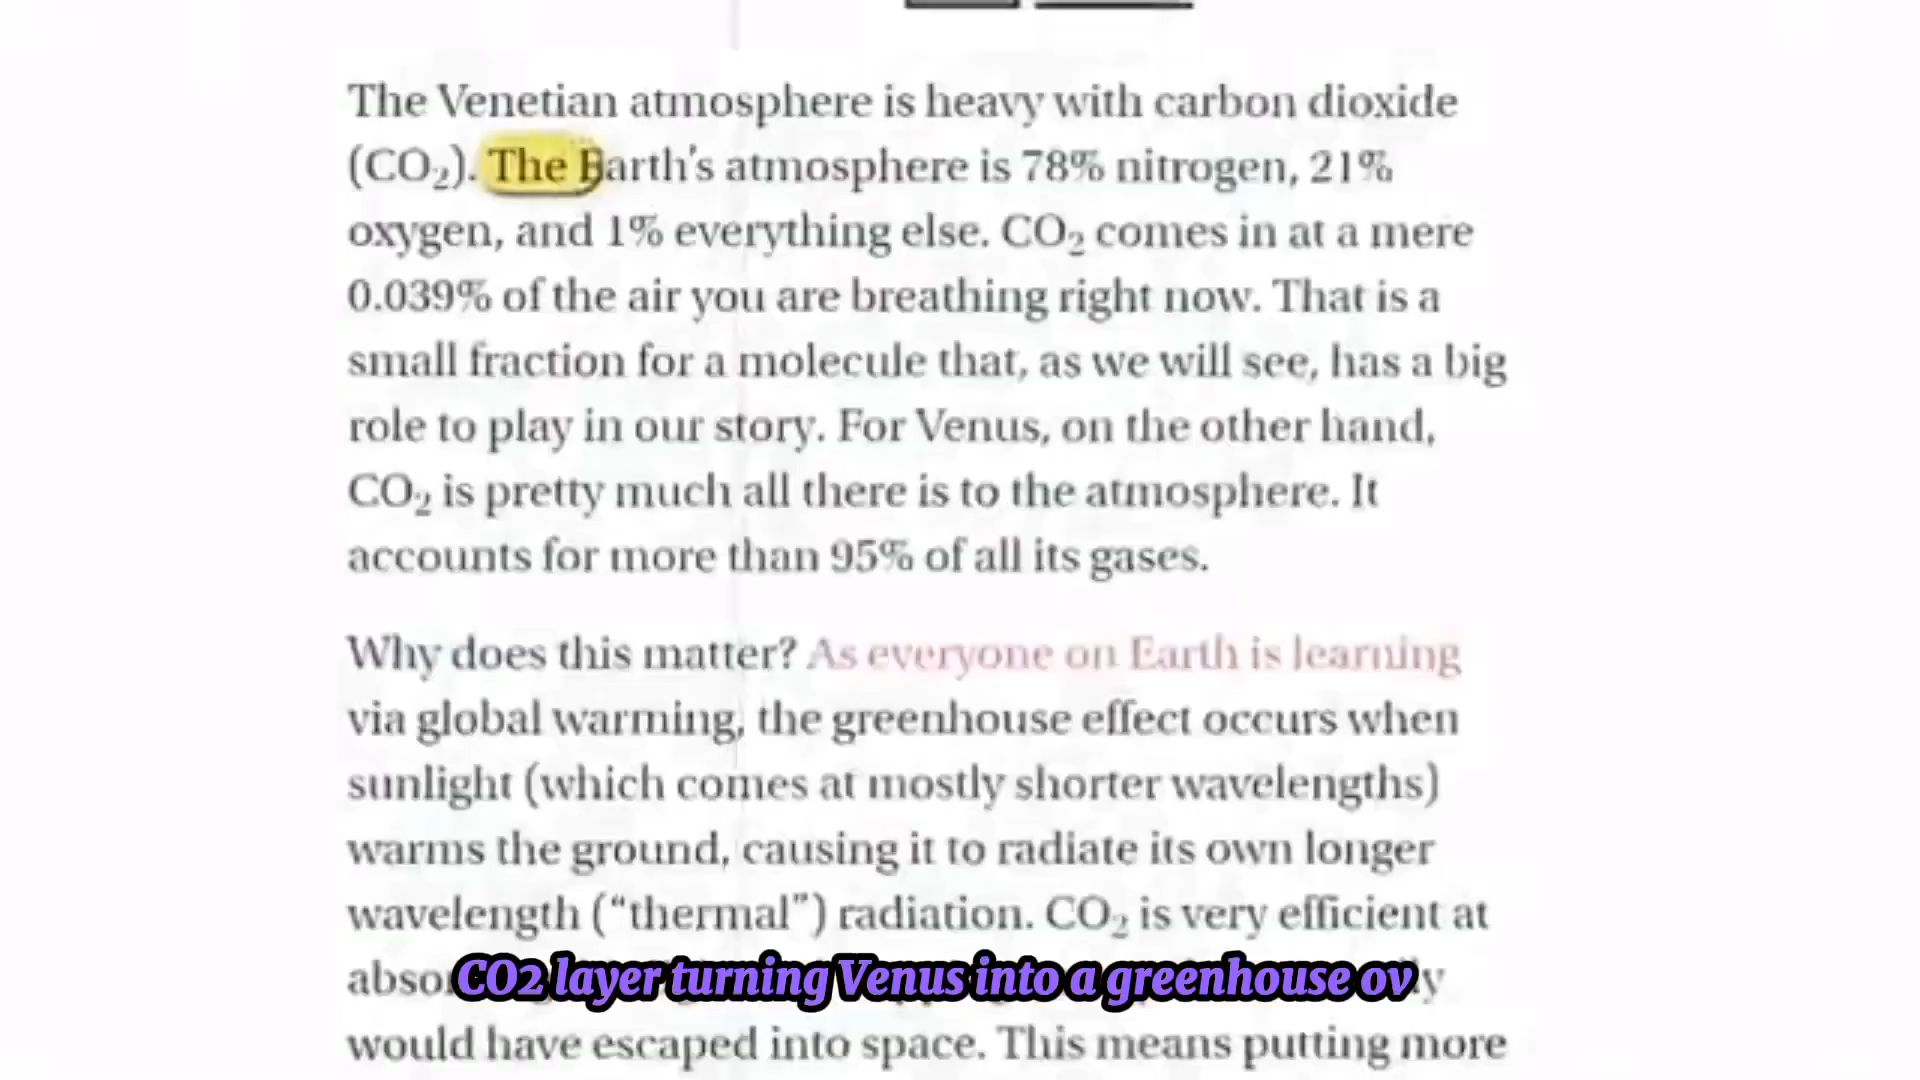 The Venetian atmosphere is heavy with carbon dioxide
(CO₂). The Earth's atmosphere is 78% nitrogen, 21%
oxygen, and 1% everything else. CO₂ comes in at a mere
0.039% of the air you are breathing right now. That is a
small fraction for a molecule that, as we will see, has a big
role to play in our story. For Venus, on the other hand,
CO₂ is pretty much all there is to the atmosphere. It
accounts for more than 95% of all its gases.
Why does this matter? As everyone on Earth is learning
via global warming, the greenhouse effect occurs when
sunlight (which comes at mostly shorter wavelengths)
warms the ground, causing it to radiate its own longer
wavelength (“thermal”) radiation. CO₂ is very efficient at
CO2 layer turning Venus into a greenhouse ov
would have escaped into space. This means putting more